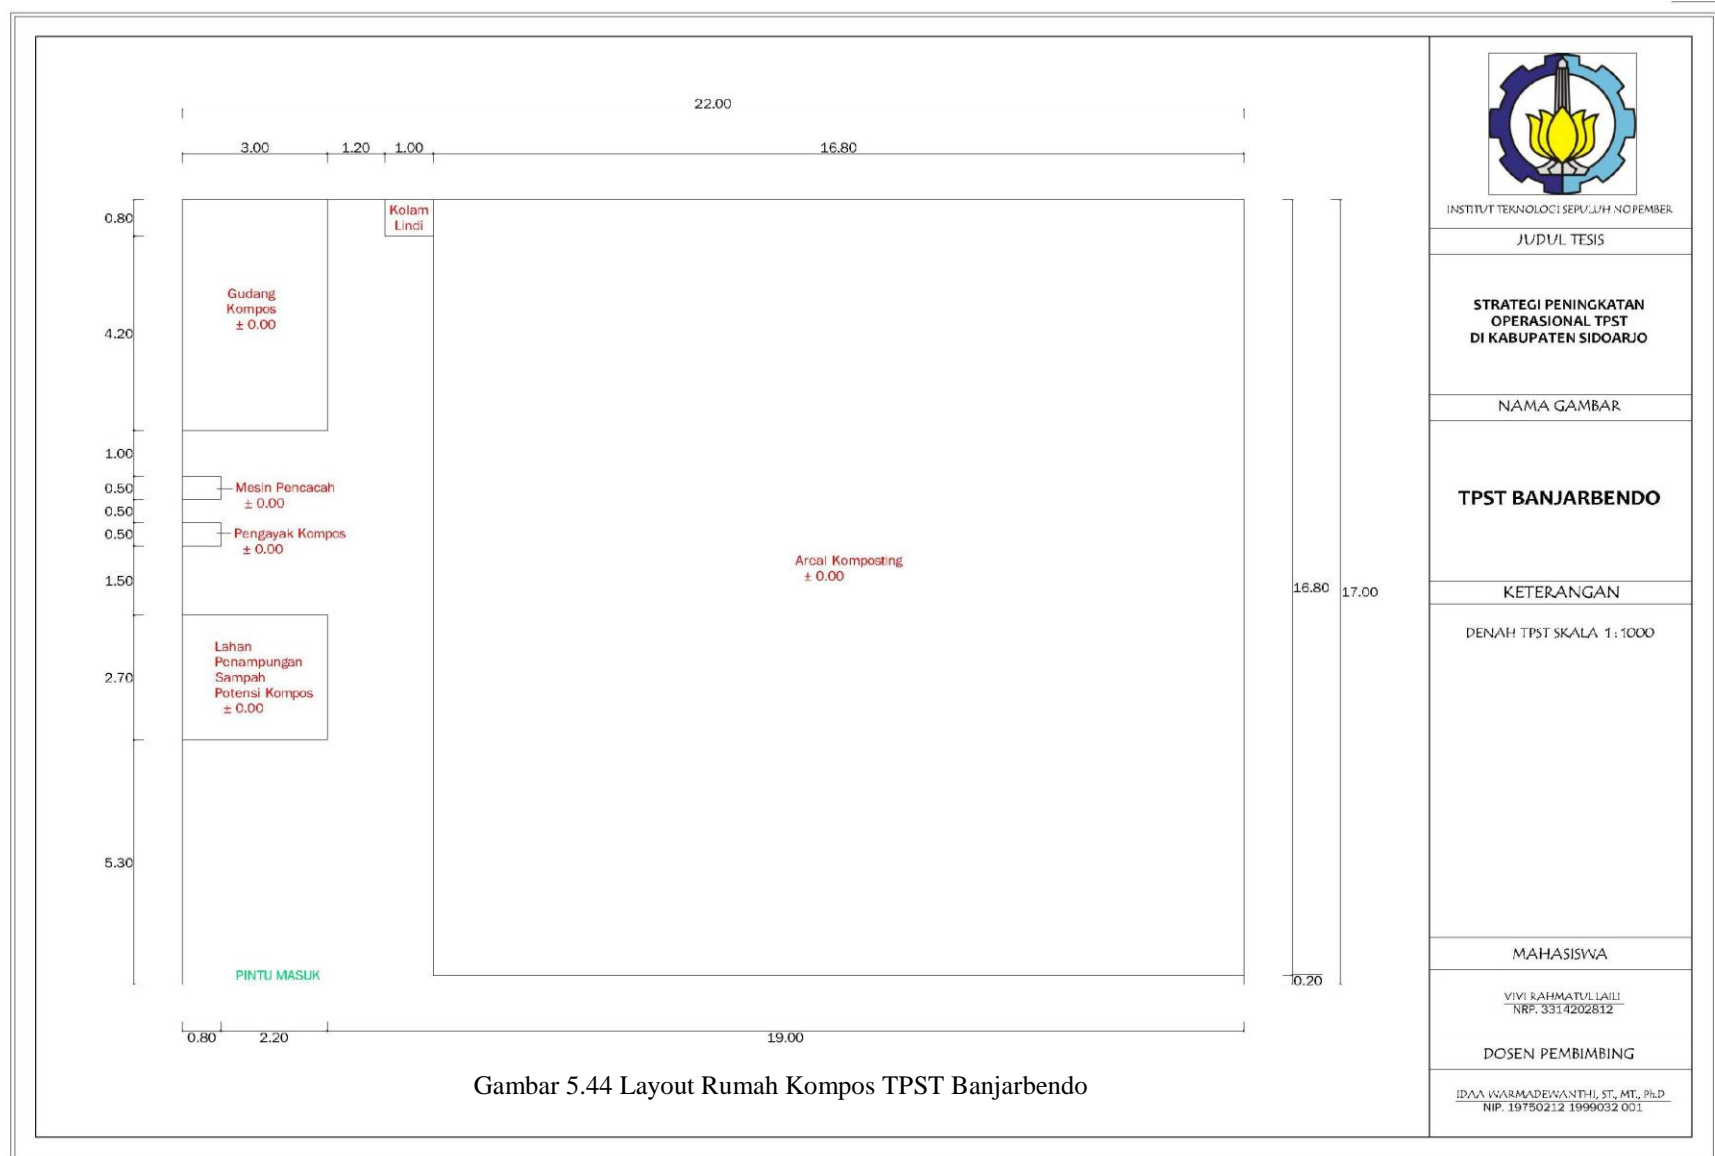 22.00
3.00
1.20
1.00
16.80
0.80
4.20
1.00
0.50
0.50
0.50
1.50
2.70
5.30
Kolam
Lindi
Gudang
Kompos
± 0.00
Mesin Pencacah
± 0.00
Pengayak Kompos
± 0.00
Lahan
Penampungan
Sampah
Potensi Kompos
± 0.00
Areal Komposting
± 0.00
16.80
17.00
0.20
PINTU MASUK
0.80
2.20
19.00
Gambar 5.44 Layout Rumah Kompos TPST Banjarbendo
INSTITUT TEKNOLOGI SEPULUH NOPEMBER
JUDUL TESIS
STRATEGI PENINGKATAN
OPERASIONAL TPST
DI KABUPATEN SIDOARJO
NAMA GAMBAR
TPST BANJARBENDO
KETERANGAN
DENAH TPST SKALA 1:1000
MAHASISWA
VIVI RAHMATUL LAILI
NRP. 3314202812
DOSEN PEMBIMBING
IDAA WARMADEWANTHI, ST., MT., Ph.D
NIP. 19750212 1999032 001